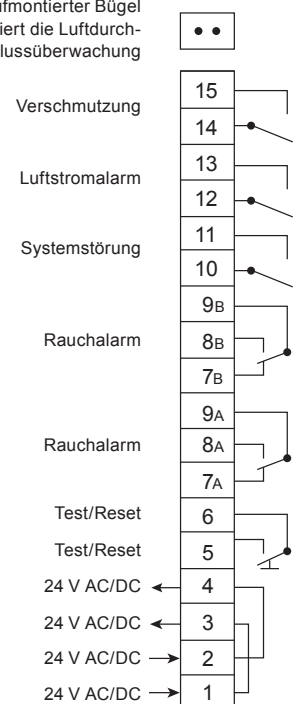 ufmontierter Bügel
iert die Luftdurch-
lussüberwachung
Verschmutzung
15
14
Luftstromalarm
13
12
Systemstörung
11
10
9B
Rauchalarm
8B
7B
9A
Rauchalarm
8A
7A
Test/Reset 6
Test/Reset 5
24 V AC/DC 4
24 V AC/DC 3
24 V AC/DC 2
24 V AC/DC 1